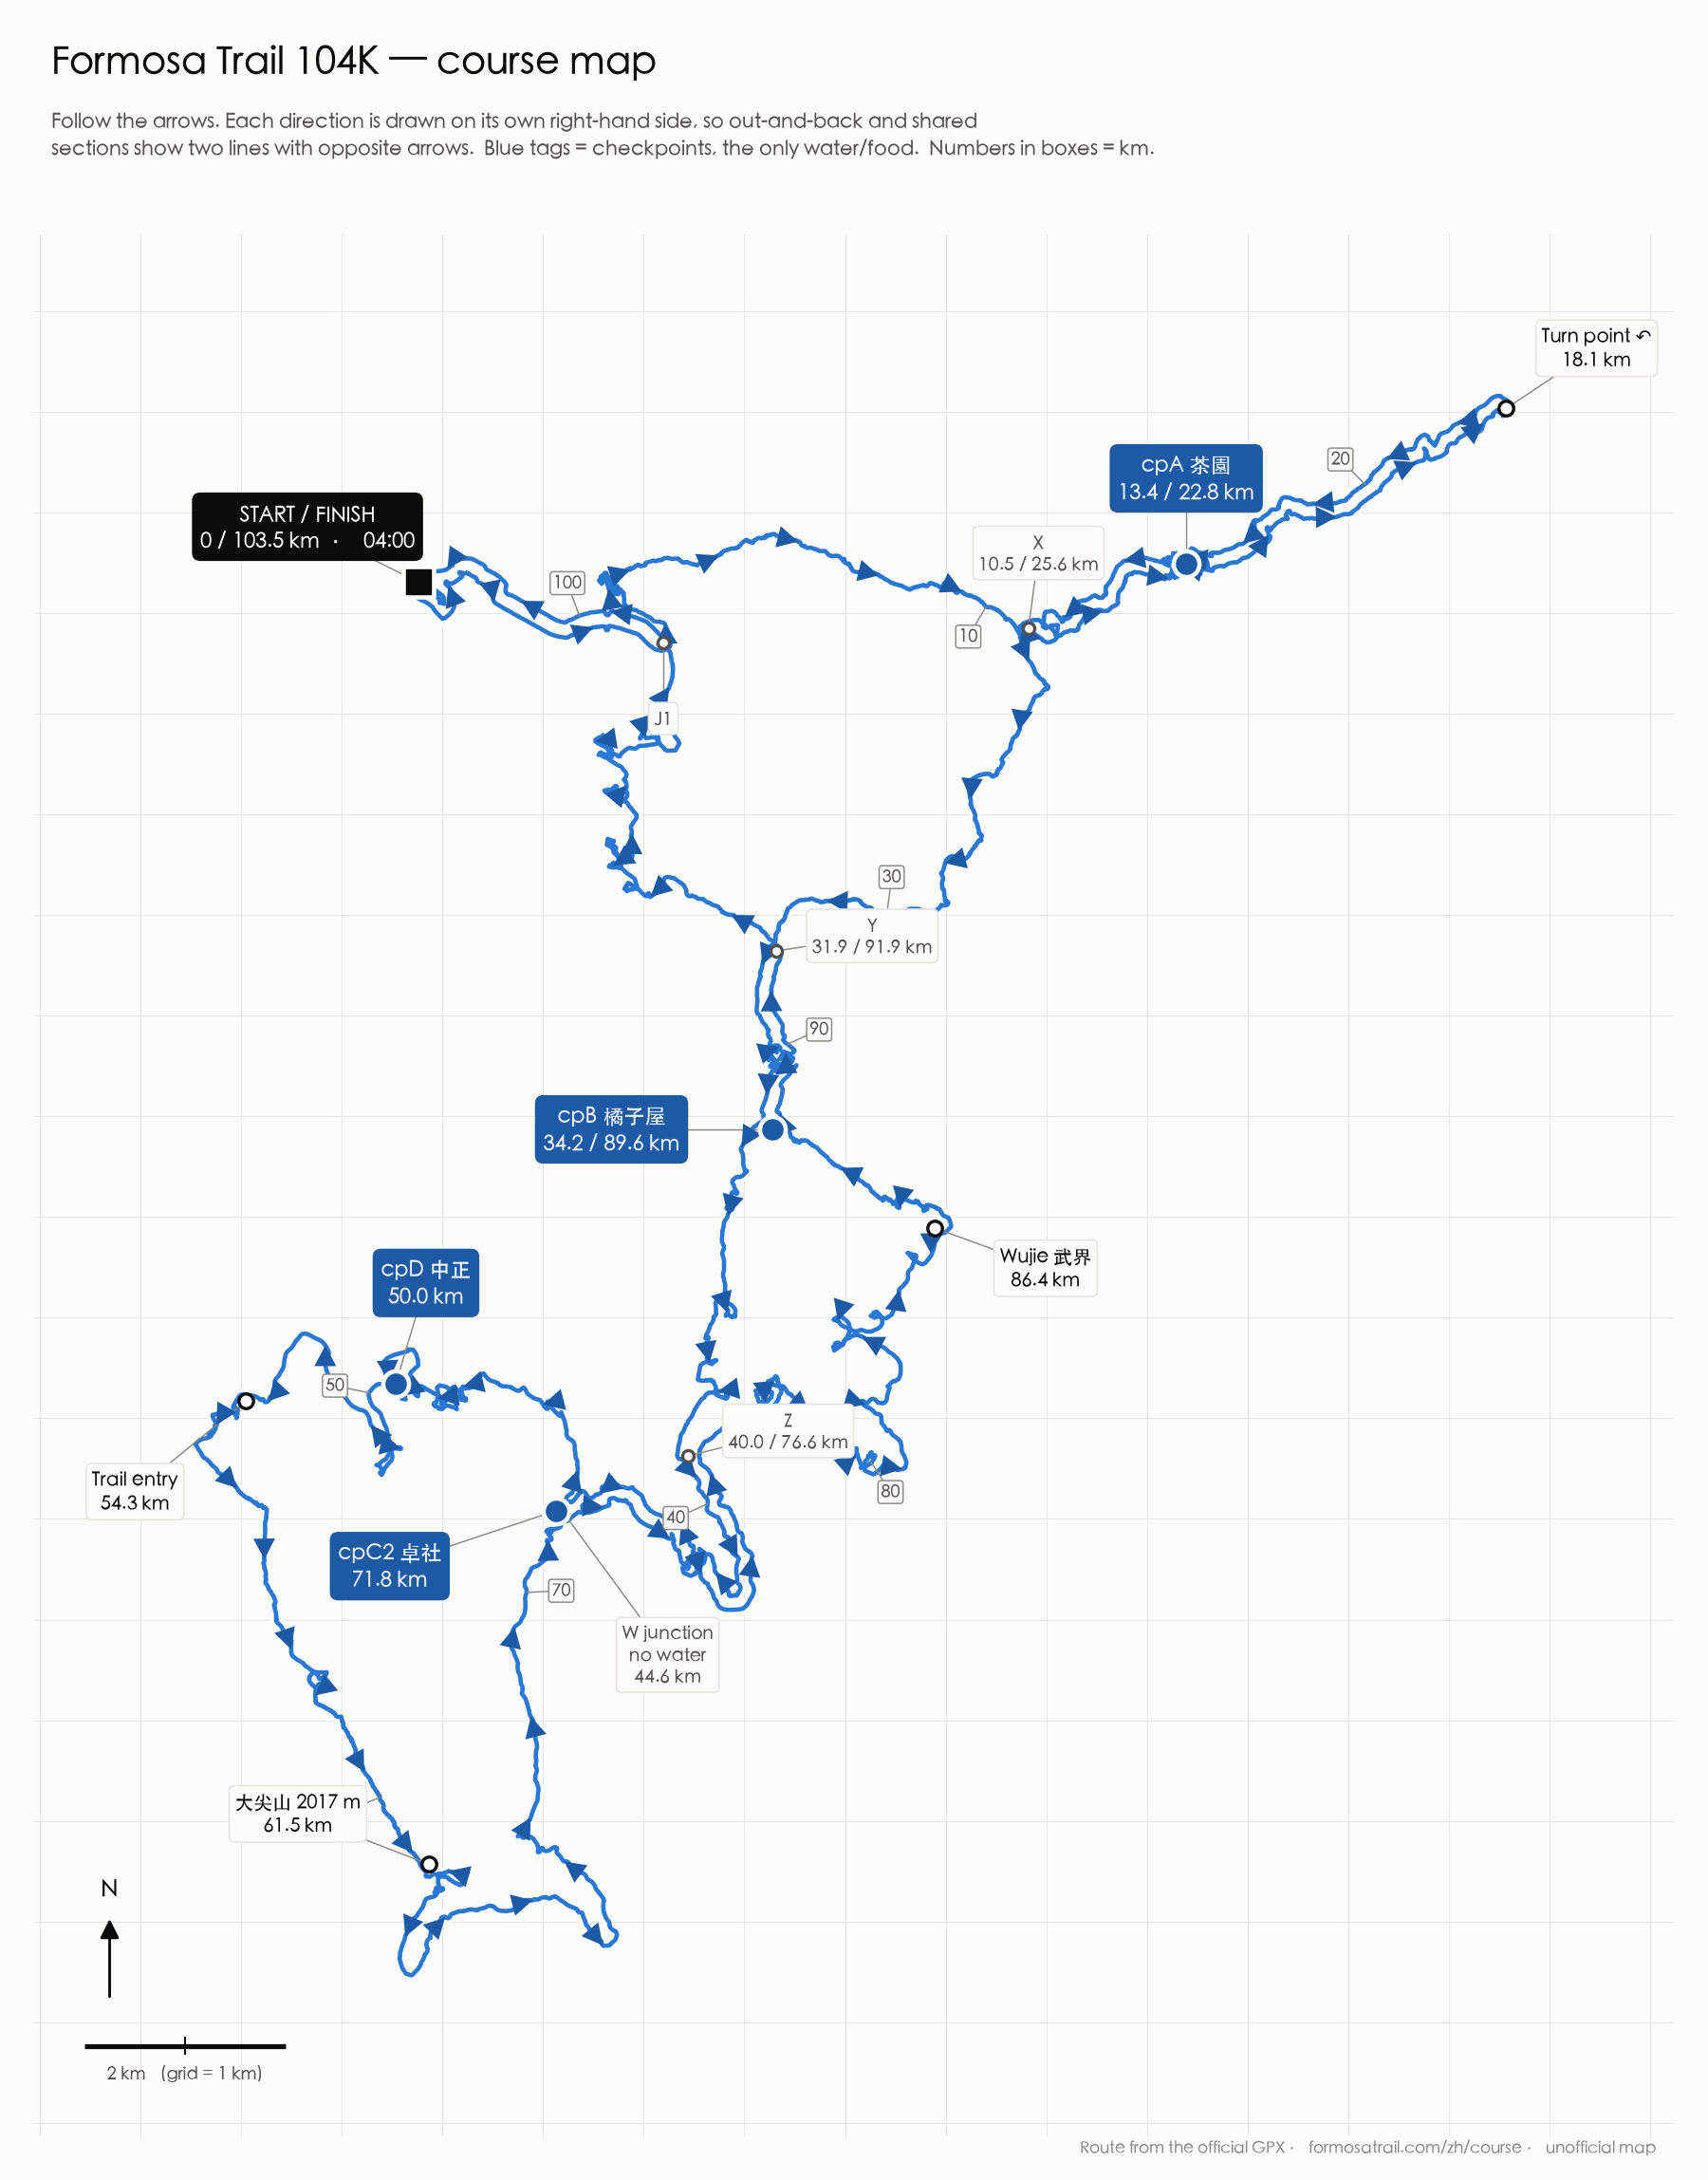 Formosa Trail 104K — course map
Follow the arrows. Each direction is drawn on its own right-hand side, so out-and-back and shared
sections show two lines with opposite arrows.  Blue tags = checkpoints, the only water/food.  Numbers in boxes = km.
Turn point ↶
18.1 km
20
cpA 茶園
13.4 / 22.8 km
START / FINISH
0 / 103.5 km  ·  04:00
X
10.5 / 25.6 km
100
10
J1
30
Y
31.9 / 91.9 km
90
cpB 橘子屋
34.2 / 89.6 km
Wujie 武界
86.4 km
cpD 中正
50.0 km
50
Z
40.0 / 76.6 km
Trail entry
54.3 km
80
40
cpC2 卓社
71.8 km
70
W junction
no water
44.6 km
大尖山 2017 m
61.5 km
N
2 km   (grid = 1 km)
Route from the official GPX ·  formosatrail.com/zh/course ·  unofficial map